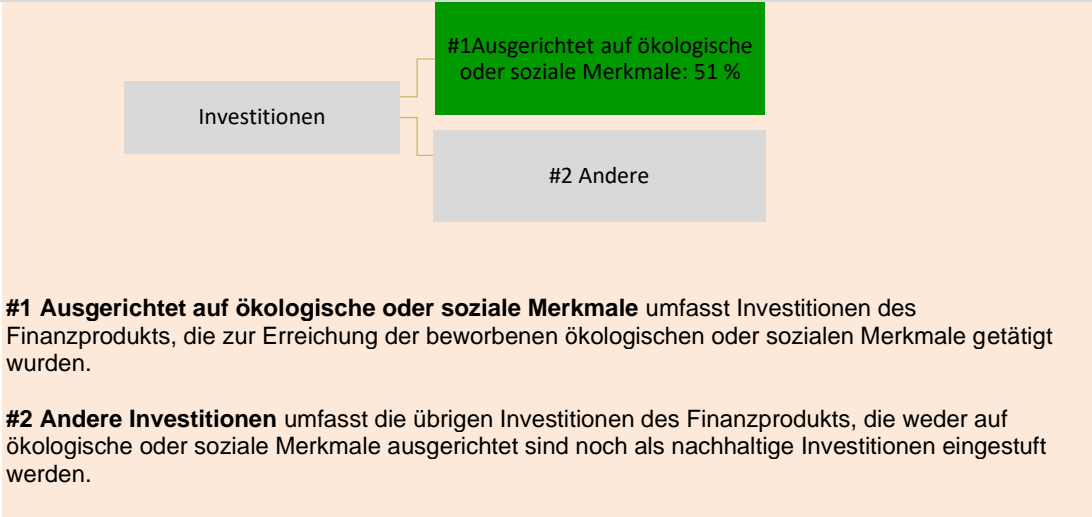 #1Ausgerichtet auf ökologische
oder soziale Merkmale: 51 %
Investitionen
#2 Andere
#1 Ausgerichtet auf ökologische oder soziale Merkmale umfasst Investitionen des
Finanzprodukts, die zur Erreichung der beworbenen ökologischen oder sozialen Merkmale getätigt
wurden.
#2 Andere Investitionen umfasst die übrigen Investitionen des Finanzprodukts, die weder auf
ökologische oder soziale Merkmale ausgerichtet sind noch als nachhaltige Investitionen eingestuft
werden.